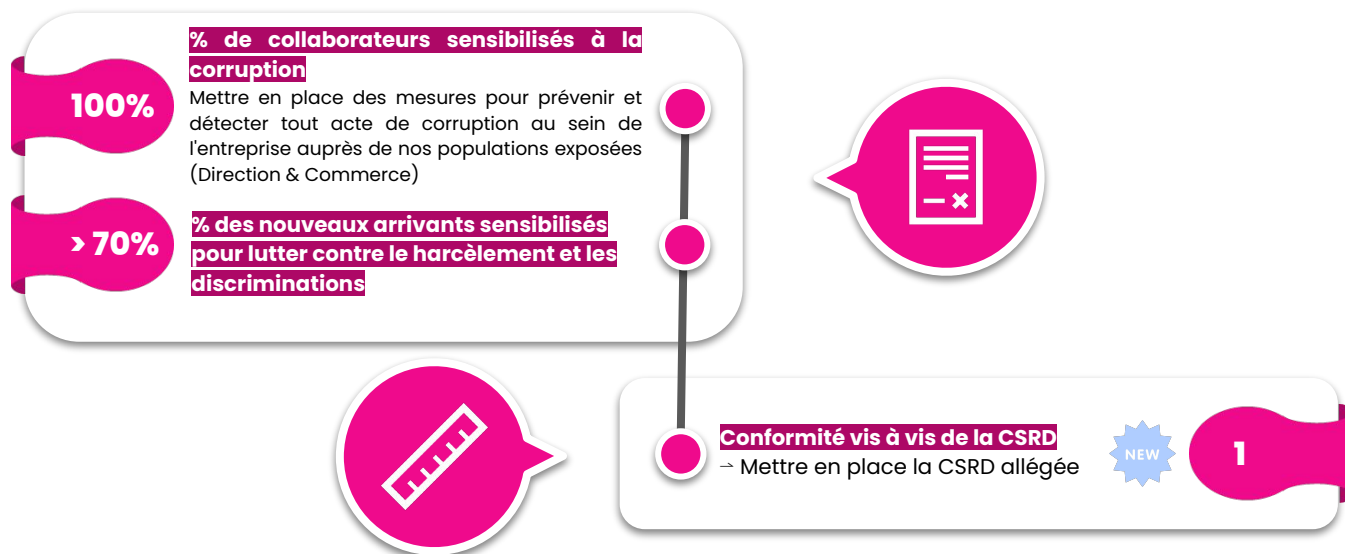 % de collaborateurs sensibilisés à la
corruption
100%
Mettre en place des mesures pour prévenir et
détecter tout acte de corruption au sein de
l'entreprise auprès de nos populations exposées
(Direction & Commerce)
> 70%
% des nouveaux arrivants sensibilisés
pour lutter contre le harcèlement et les
discriminations
Conformité vis à vis de la CSRD
→ Mettre en place la CSRD allégée
NEW
1